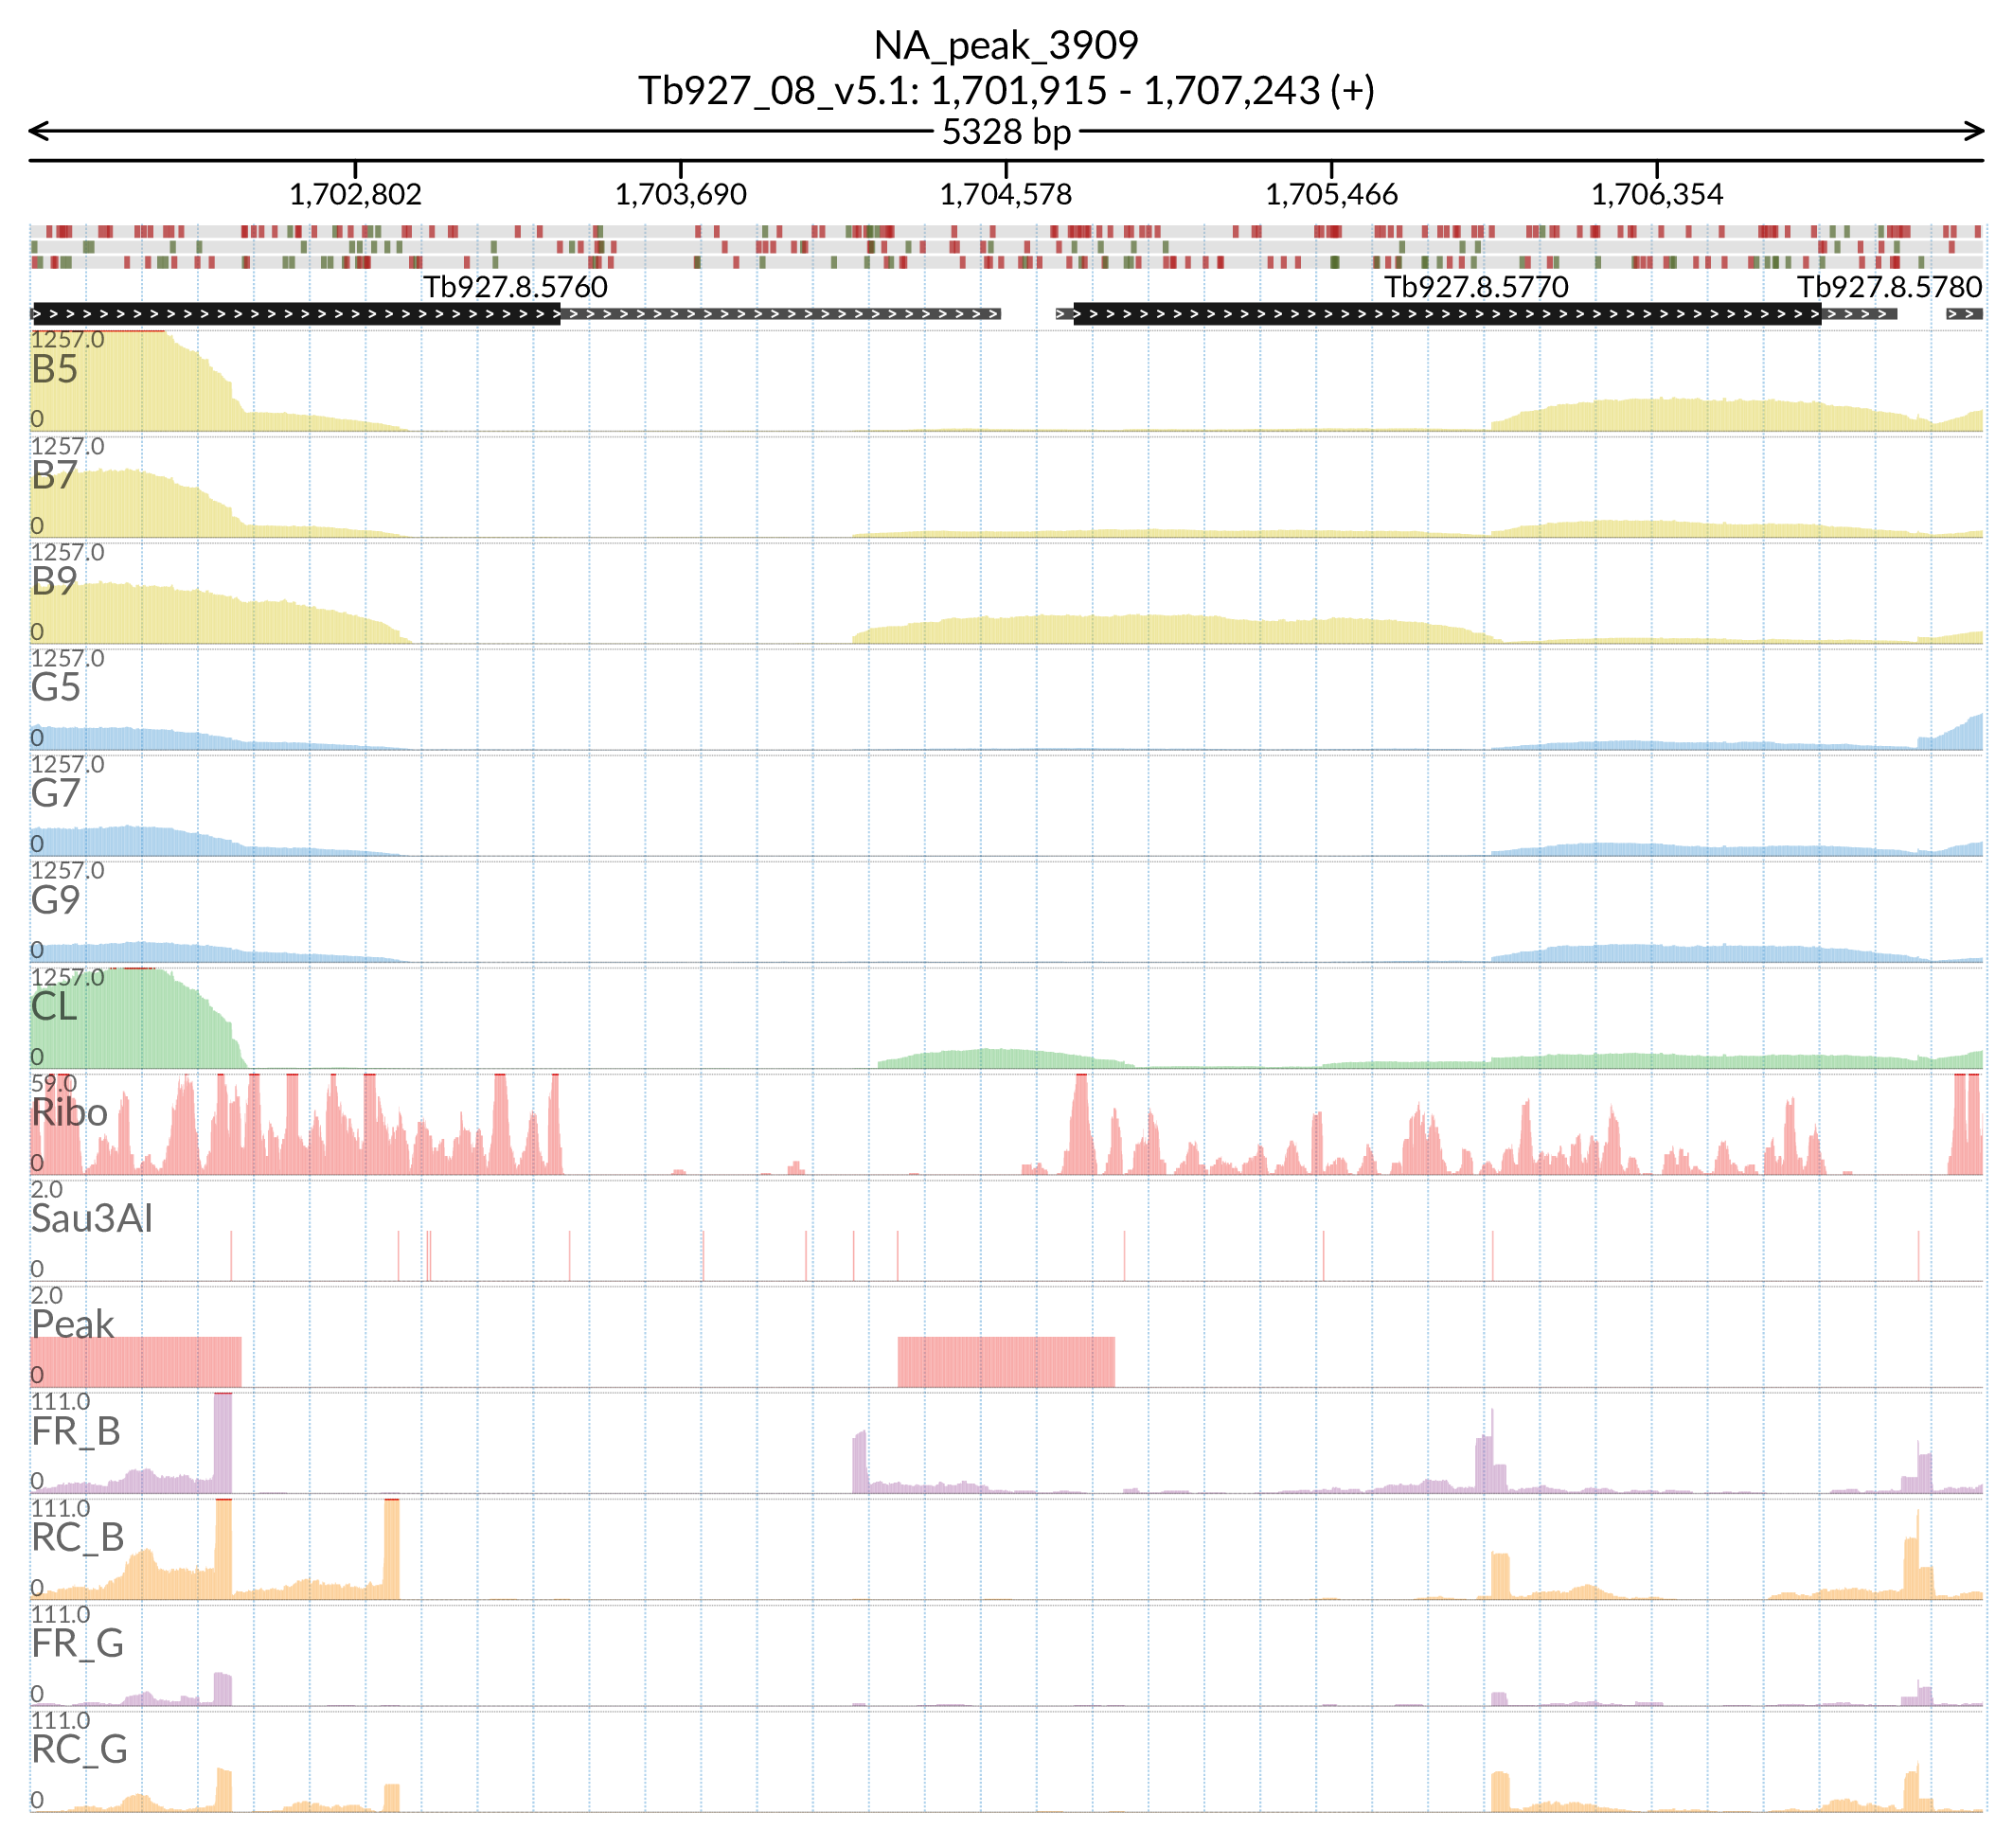 NA_peak_3909
Tb927_08_v5.1: 1,701,915 - 1,707,243 (+)
5328 bp
1,702,802 1,703,690 1,704,578 1,705,466 1,706,354
Tb927.8.5760 Tb927.8.5770 Tb927.8.5780
1257.0
B5
0
1257.0
B7
0
1257.0
B9
0
1257.0
G5
0
1257.0
G7
0
1257.0
G9
0
1257.0
CL
0
59.0
Ribo
0
2.0
Sau3AI
0
2.0
Peak
0
111.0
FR_B
0
111.0
RC_B
0
111.0
FR_G
0
111.0
RC_G
0